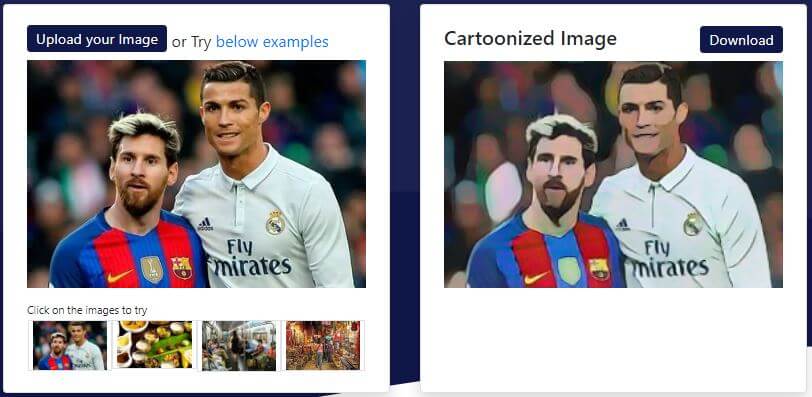 Upload your Image or Try below examples
Fly
Emirates
Click on the images to try
Cartoonized Image
Download
Fly
Emirates